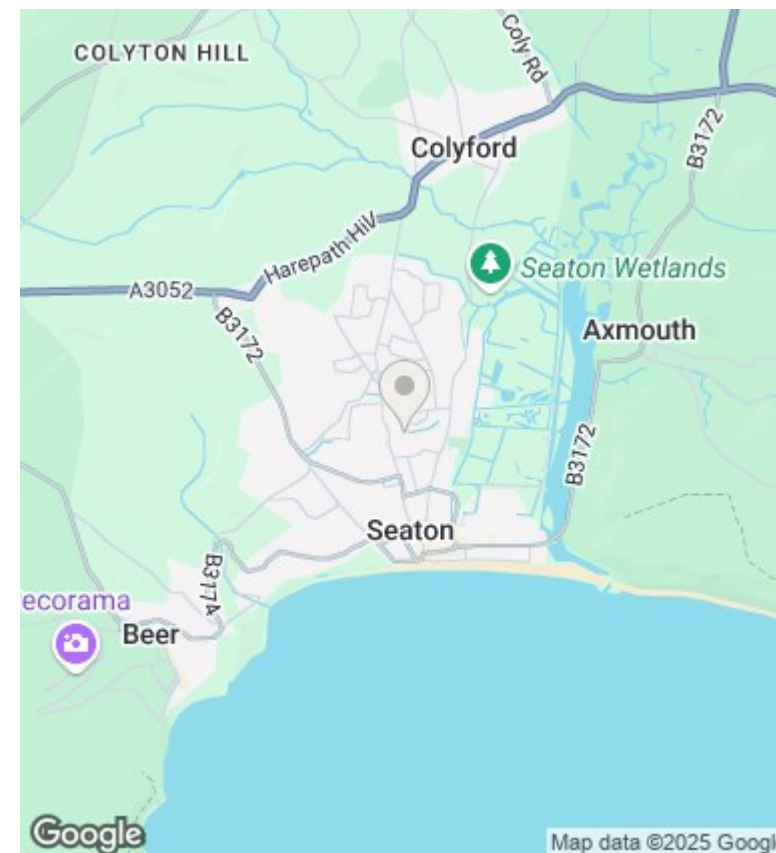 COLYTON HILL
Coly Rd
Colyford
B3172
Harepath Hil
Seaton Wetlands
A3052
B3172
Axmouth
B3172
Seaton
B3174
ecorama
Beer
Google
Map data ©2025 Googl